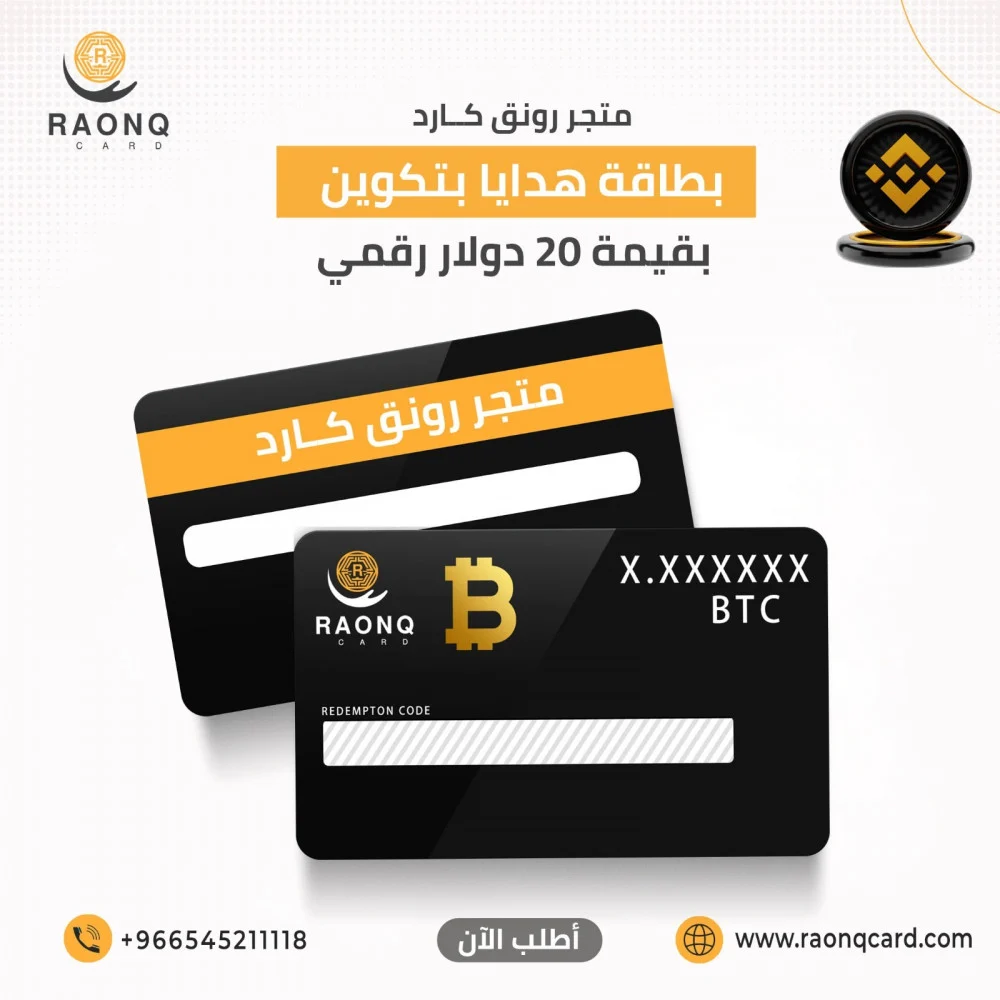 RAONQ
CARD
متجر رونق كـارد
بطاقة هدايا بتكوين
بقيمة 20 دولار رقمي
متجر رونق كـارد
RAONQ
CARD
X.XXXXXX
BTC
REDEMPTON CODE
+966545211118
أطلب الآن
www.raonqcard.com